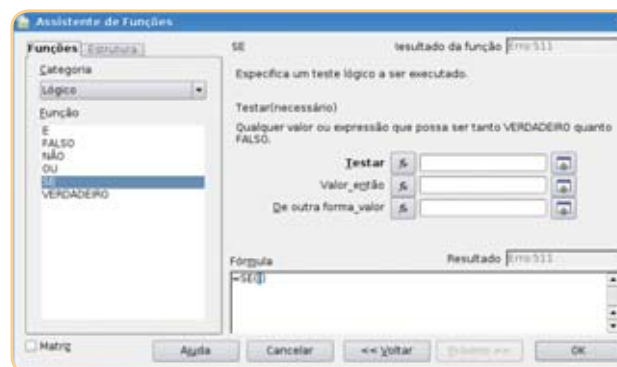 Assistente de Funções
Funções Estrutura
Categoria
Lógico
Função
E
FALSO
NÃO
OU
SE
VERDADEIRO
Matriz
SE
Resultado da função Erro:511
Especifica um teste lógico a ser executado.
Testar(necessário)
Qualquer valor ou expressão que possa ser tanto VERDADEIRO quanto
FALSO.
Testar
Valor_então
De outra forma_valor
Fórmula
Resultado Erro:511
=SE()
Ajuda
Cancelar
<< Voltar
Próximo >>
OK